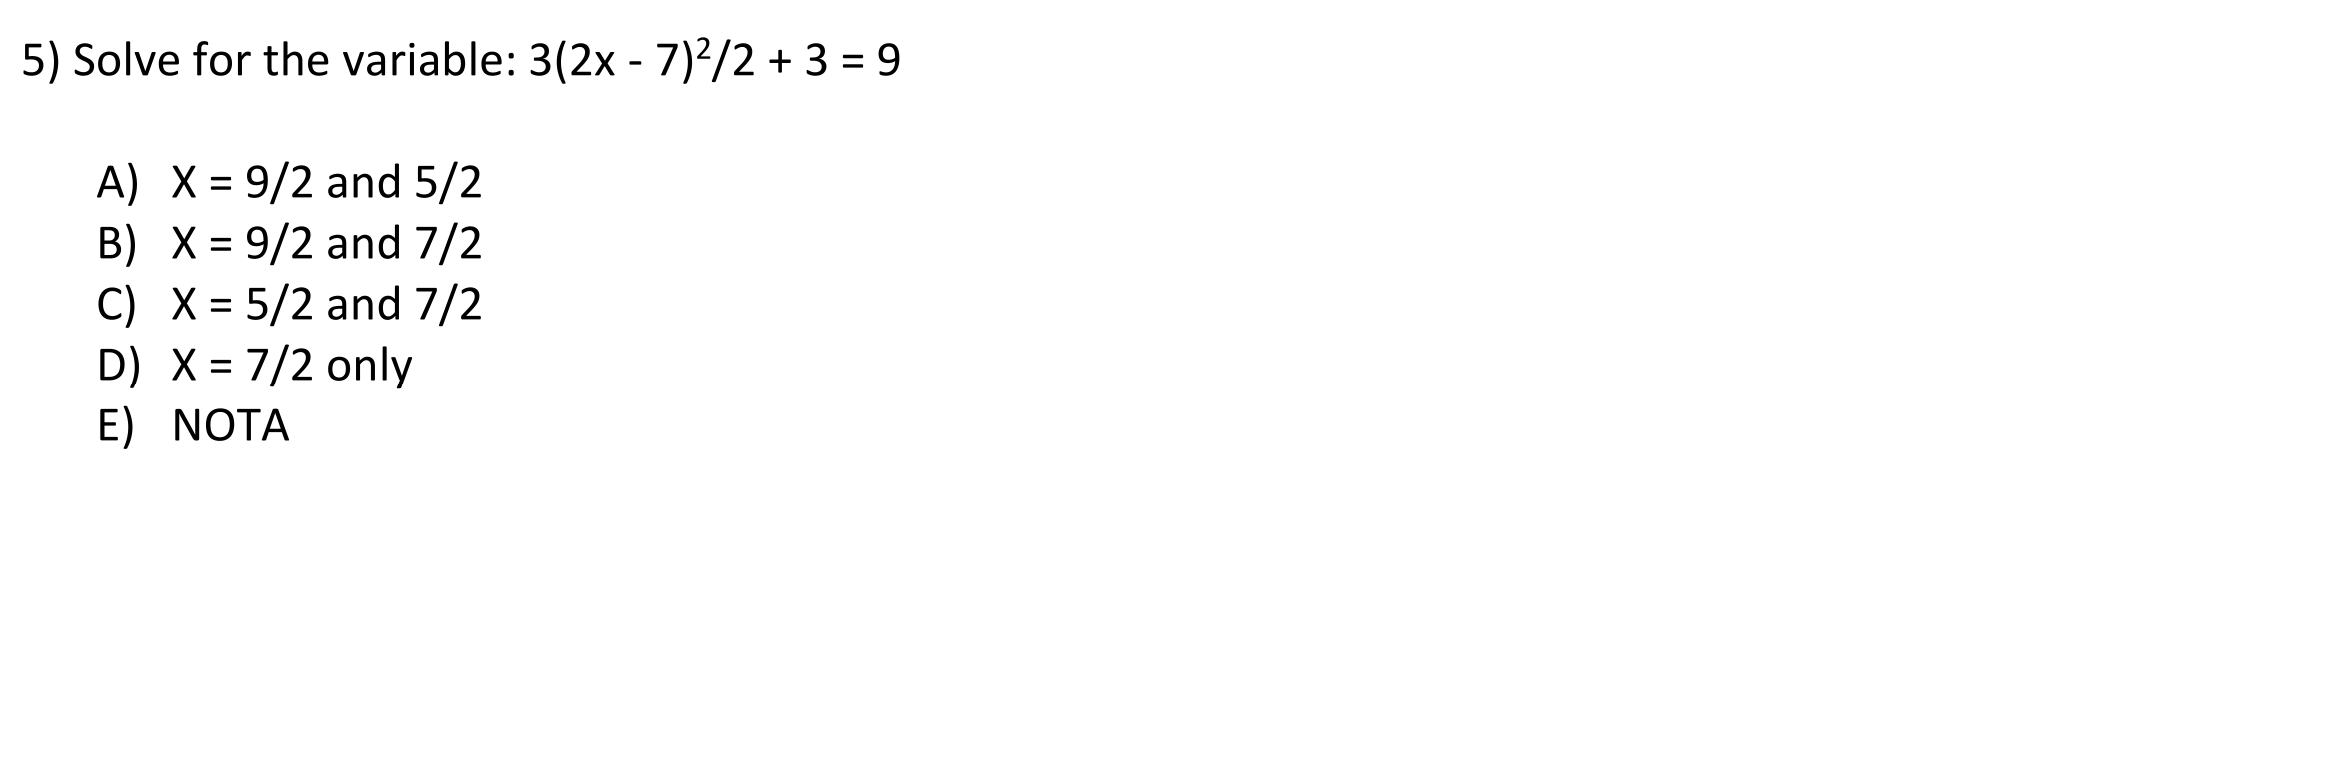 5) Solve for the variable: 3(2x - 7)²/2 + 3 = 9
A) X = 9/2 and 5/2
B) X = 9/2 and 7/2
C) X = 5/2 and 7/2
D) X = 7/2 only
E) NOTA